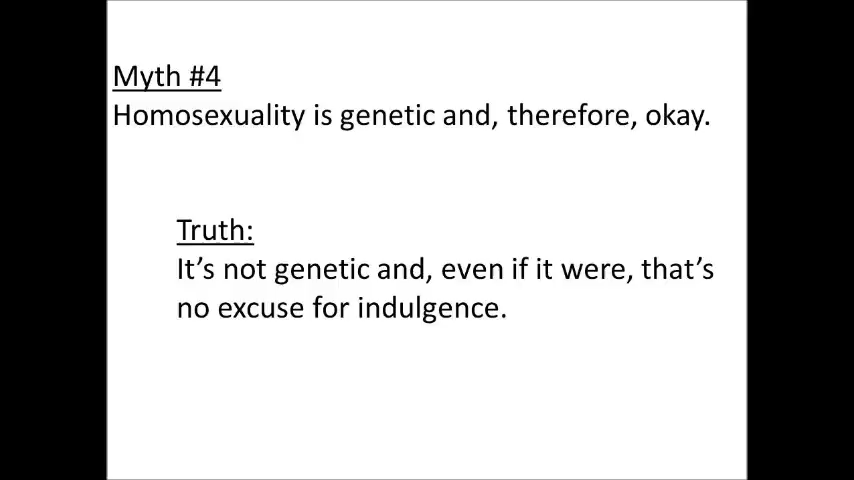 Myth #4
Homosexuality is genetic and, therefore, okay.
Truth:
It’s not genetic and, even if it were, that’s
no excuse for indulgence.